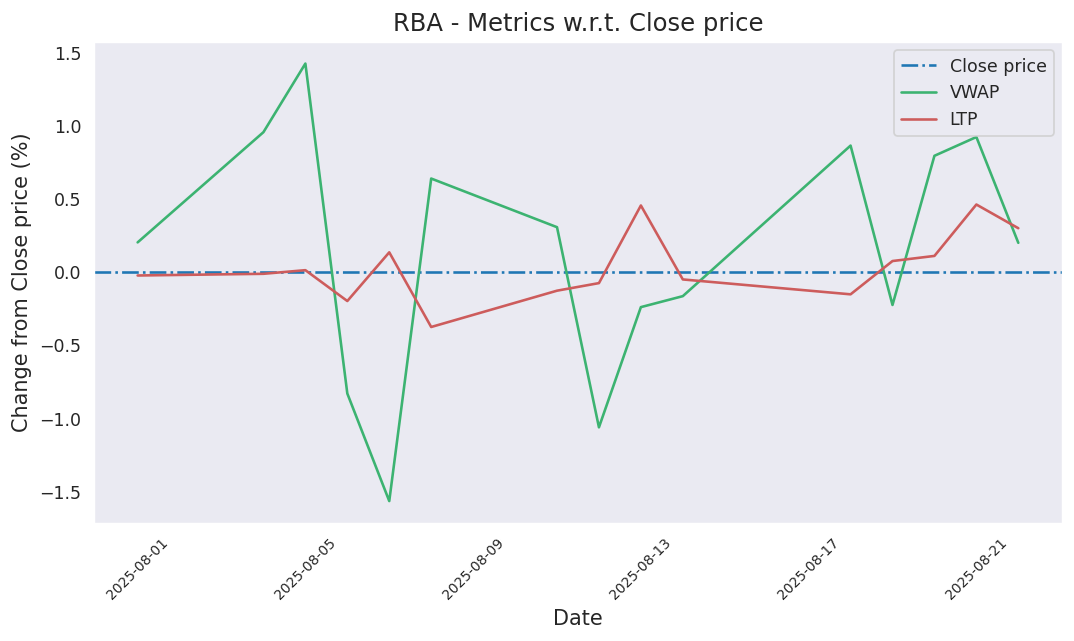 RBA - Metrics w.r.t. Close price
Change from Close price (%)
1.5
1.0
0.5
0.0
−0.5
−1.0
−1.5
Close price
VWAP
LTP
2025-08-01
2025-08-05
2025-08-09
2025-08-13
2025-08-17
2025-08-21
Date